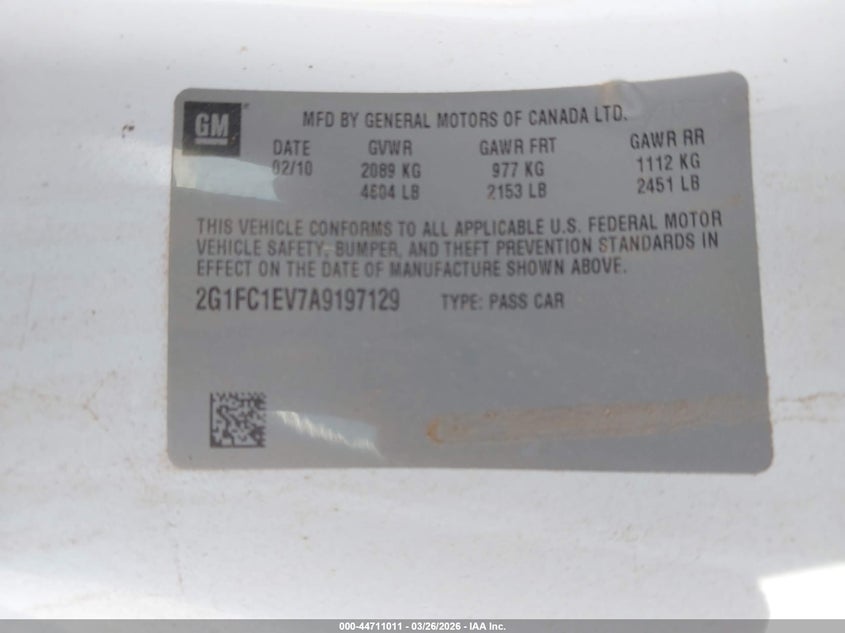 GM
MFD BY GENERAL MOTORS OF CANADA LTD.
DATE GVWR GAWR FRT GAWR RR
02/10 2089 KG 977 KG 1112 KG
4604 LB 2153 LB 2451 LB
THIS VEHICLE CONFORMS TO ALL APPLICABLE U.S. FEDERAL MOTOR
VEHICLE SAFETY, BUMPER, AND THEFT PREVENTION STANDARDS IN
EFFECT ON THE DATE OF MANUFACTURE SHOWN ABOVE.
2G1FC1EV7A9197129 TYPE: PASS CAR
000-44711011 / 03/26/2026 - IAA Inc.